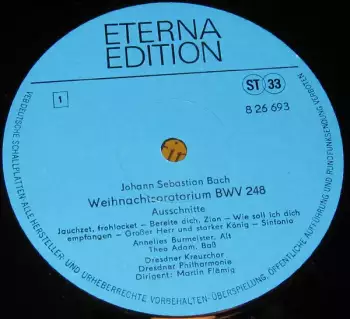 ETERNA
EDITION
1
ST 33
8 26 693
Johann Sebastian Bach
Weihnachtsoratorium BWV 248
Ausschnitte
Jauchzet, frohlocket – Bereite dich, Zion – Wie soll ich dich
empfangen – Großer Herr und starker König – Sinfonia
Annelies Burmeister, Alt
Theo Adam, Baß
Dresdner Kreuzchor
Dresdner Philharmonie
Dirigent: Martin Flämig
VEB DEUTSCHE SCHALLPLATTEN · ALLE HERSTELLER- UND URHEBERRECHTE VORBEHALTEN · ÜBERSPIELUNG, ÖFFENTLICHE AUFFÜHRUNG UND RUNDFUNKSENDUNG VERBOTEN